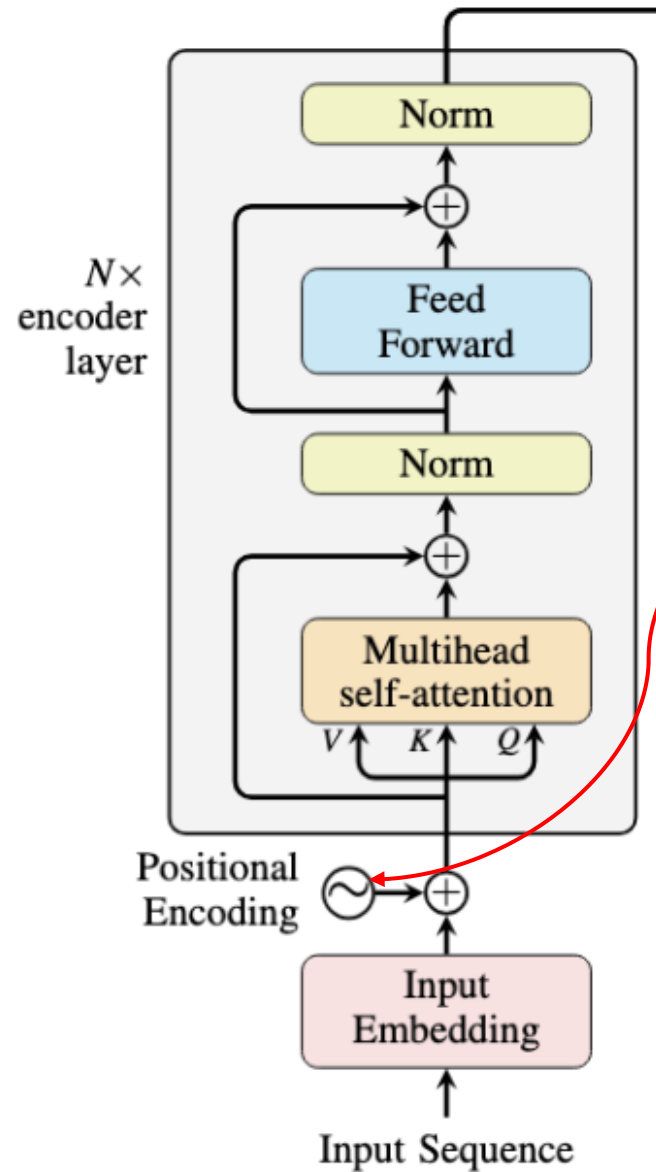 Norm
N×
encoder
layer
Feed
Forward
Norm
Multihead
self-attention
V K Q
Positional
Encoding
Input
Embedding
Input Sequence